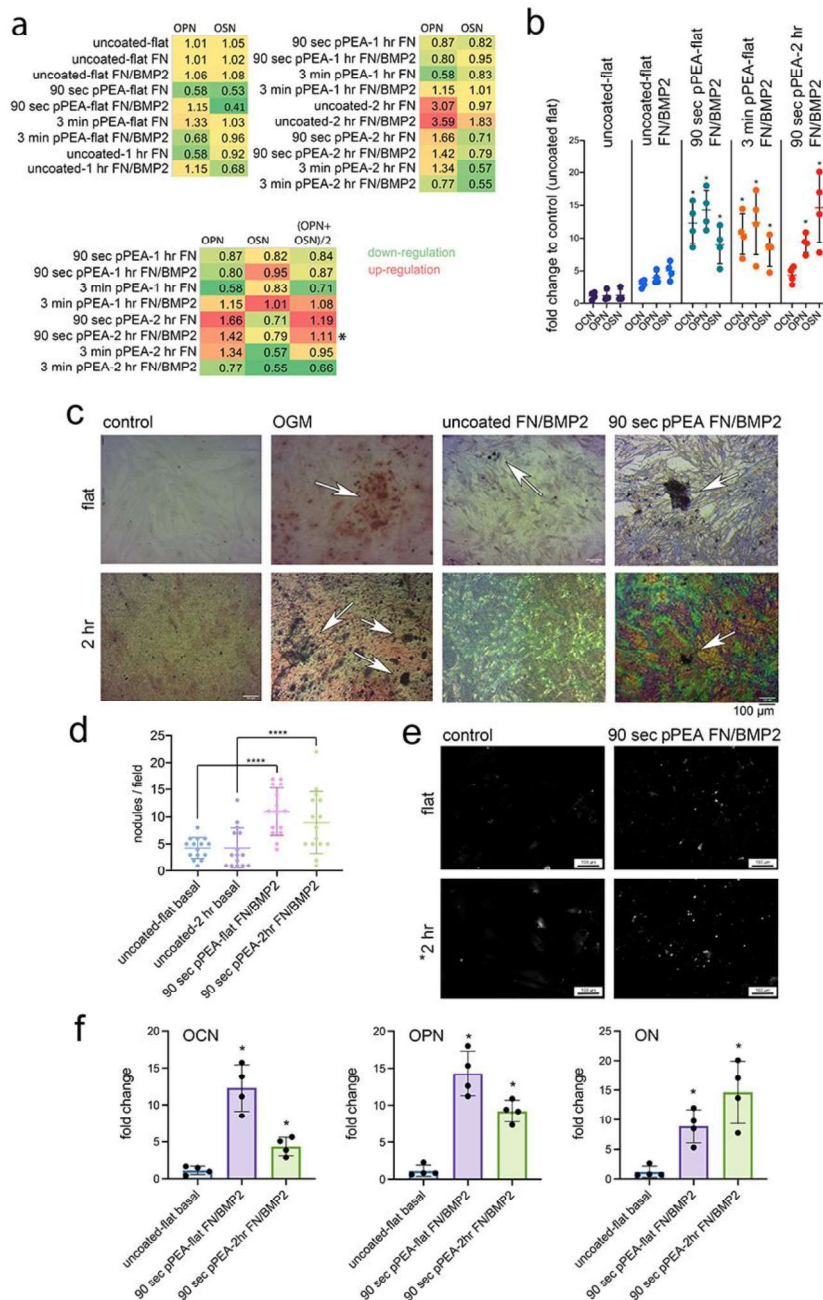 a
OPN OSN
uncoated-flat 1.01 1.05
uncoated-flat FN 1.01 1.02
uncoated-flat FN/BMP2 1.06 1.08
90 sec pPEA-flat FN 0.58 0.53
90 sec pPEA-flat FN/BMP2 1.15 0.41
3 min pPEA-flat FN 1.33 1.03
3 min pPEA-flat FN/BMP2 0.68 0.96
uncoated-1 hr FN 0.58 0.92
uncoated-1 hr FN/BMP2 1.15 0.68
OPN OSN
90 sec pPEA-1 hr FN 0.87 0.82
90 sec pPEA-1 hr FN/BMP2 0.80 0.95
3 min pPEA-1 hr FN 0.58 0.83
3 min pPEA-1 hr FN/BMP2 1.15 1.01
uncoated-2 hr FN 3.07 0.97
uncoated-2 hr FN/BMP2 3.59 1.83
90 sec pPEA-2 hr FN 1.66 0.71
90 sec pPEA-2 hr FN/BMP2 1.42 0.79
3 min pPEA-2 hr FN 1.34 0.57
3 min pPEA-2 hr FN/BMP2 0.77 0.55
OPN OSN (OPN+
OSN)/2
90 sec pPEA-1 hr FN 0.87 0.82 0.84
90 sec pPEA-1 hr FN/BMP2 0.80 0.95 0.87
3 min pPEA-1 hr FN 0.58 0.83 0.71
3 min pPEA-1 hr FN/BMP2 1.15 1.01 1.08
90 sec pPEA-2 hr FN 1.66 0.71 1.19
90 sec pPEA-2 hr FN/BMP2 1.42 0.79 1.11 *
3 min pPEA-2 hr FN 1.34 0.57 0.95
3 min pPEA-2 hr FN/BMP2 0.77 0.55 0.66
down-regulation
up-regulation
b
uncoated-flat
uncoated-flat
FN/BMP2
90 sec pPEA-flat
FN/BMP2
3 min pPEA-flat
FN/BMP2
90 sec pPEA-2 hr
FN/BMP2
fold change to control (uncoated flat)
25
20
15
10
5
0
* * * * * * * *
OCN OPN OSN OCN OPN OSN OCN OPN OSN OCN OPN OSN OCN OPN OSN
c
control OGM uncoated FN/BMP2 90 sec pPEA FN/BMP2
flat
2 hr
100 µm
d
nodules / field
25
20
15
10
5
0
****
****
uncoated-flat basal
uncoated-2 hr basal
90 sec pPEA-flat FN/BMP2
90 sec pPEA-2hr FN/BMP2
e
control 90 sec pPEA FN/BMP2
flat
*2 hr
100 µm
100 µm
100 µm
100 µm
f
OCN
fold change
20
15
10
5
0
* *
uncoated-flat basal
90 sec pPEA-flat FN/BMP2
90 sec pPEA-2hr FN/BMP2
OPN
fold change
20
15
10
5
0
* *
uncoated-flat basal
90 sec pPEA-flat FN/BMP2
90 sec pPEA-2hr FN/BMP2
ON
fold change
25
20
15
10
5
0
* *
uncoated-flat basal
90 sec pPEA-flat FN/BMP2
90 sec pPEA-2hr FN/BMP2